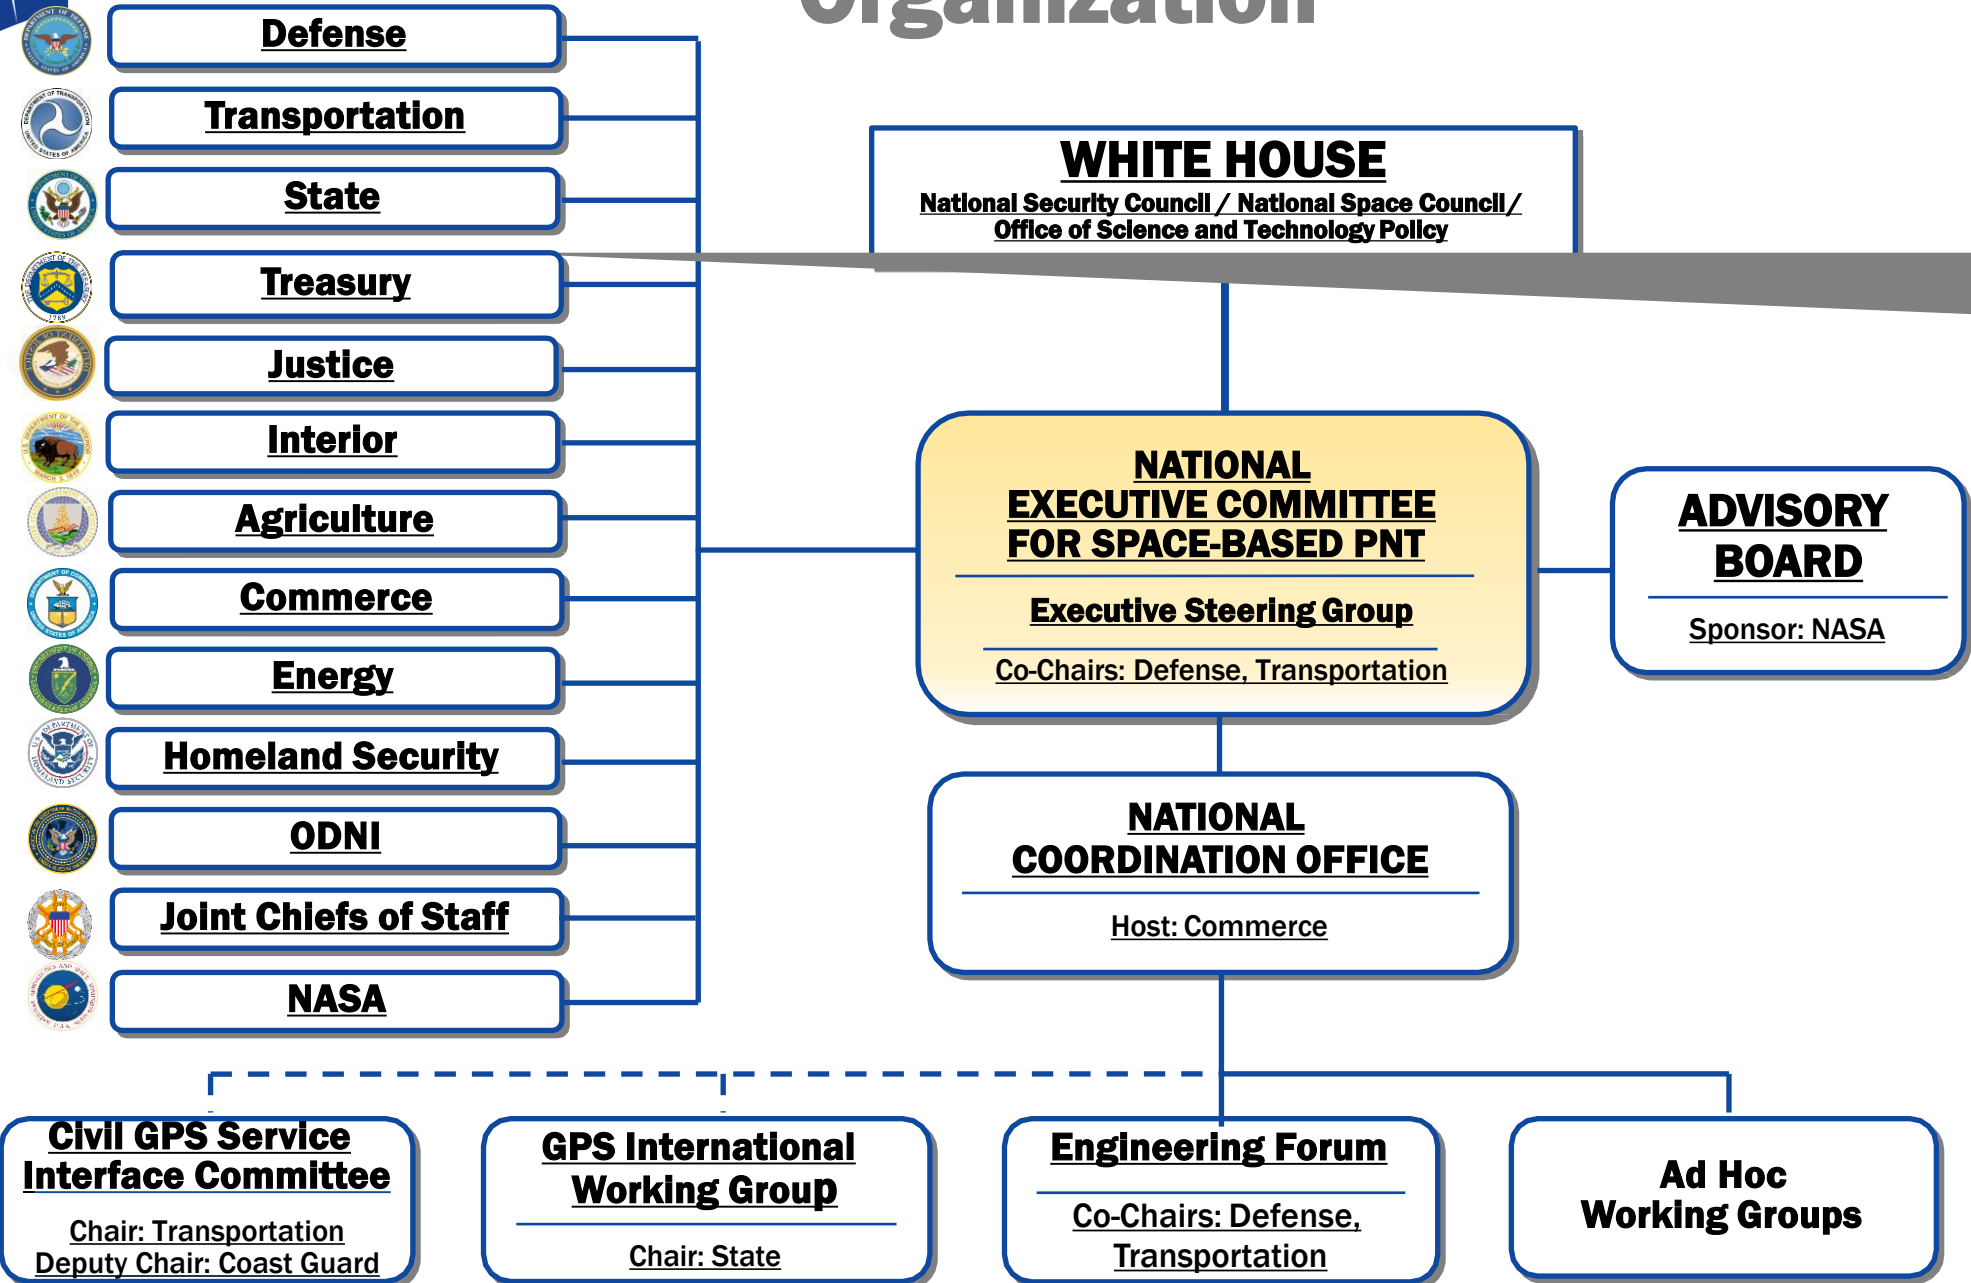 Organization
Defense
Transportation
State
Treasury
Justice
Interior
Agriculture
Commerce
Energy
Homeland Security
ODNI
Joint Chiefs of Staff
NASA
WHITE HOUSE
National Security Council / National Space Council/
Office of Science and Technology Policy
NATIONAL
EXECUTIVE COMMITTEE
FOR SPACE-BASED PNT
Executive Steering Group
Co-Chairs: Defense, Transportation
ADVISORY
BOARD
Sponsor: NASA
NATIONAL
COORDINATION OFFICE
Host: Commerce
Civil GPS Service
Interface Committee
Chair: Transportation
Deputy Chair: Coast Guard
GPS International
Working Group
Chair: State
Engineering Forum
Co-Chairs: Defense,
Transportation
Ad Hoc
Working Groups